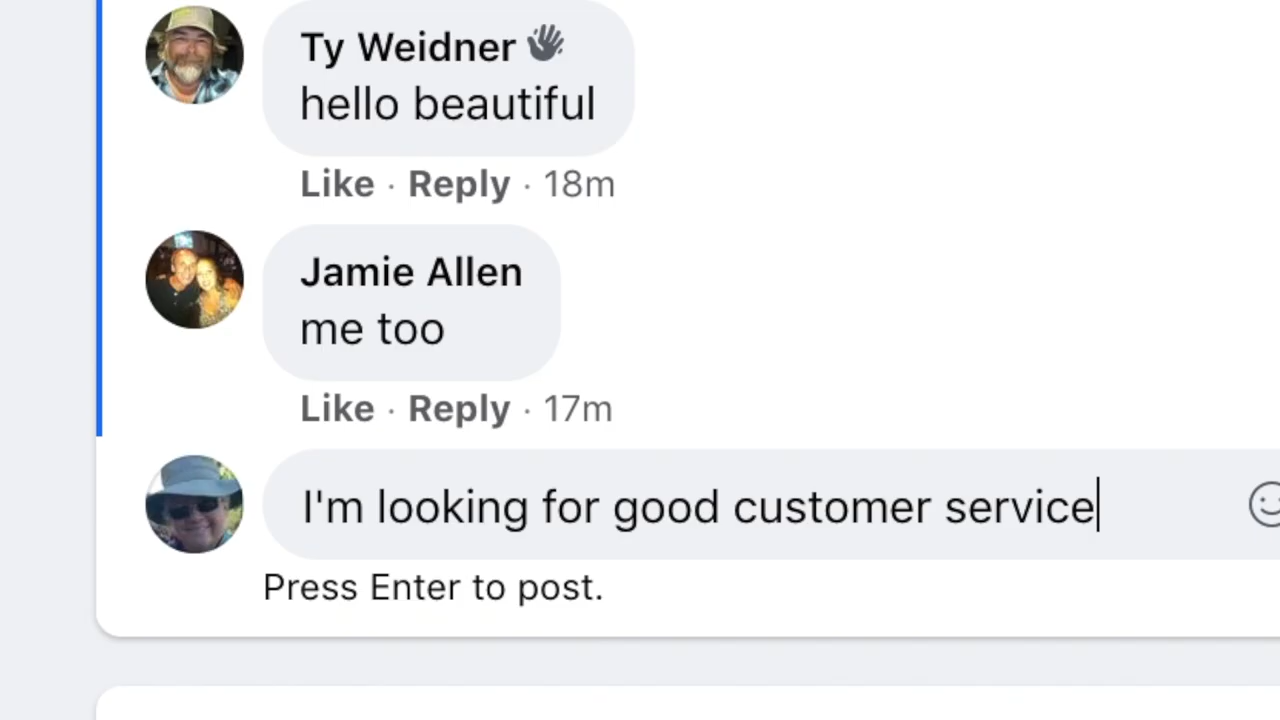 Ty Weidner
hello beautiful
Like · Reply · 18m
Jamie Allen
me too
Like · Reply · 17m
I'm looking for good customer service
Press Enter to post.